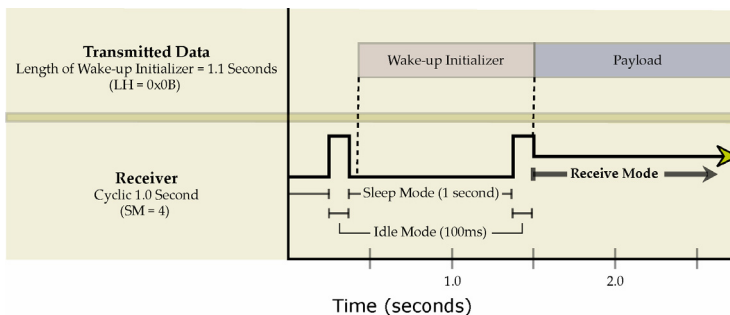 Transmitted Data
Length of Wake-up Initializer = 1.1 Seconds
(LH = 0x0B)
Wake-up Initializer
Payload
Receiver
Cyclic 1.0 Second
(SM = 4)
Receive Mode
Sleep Mode (1 second)
Idle Mode (100ms)
1.0
2.0
Time (seconds)